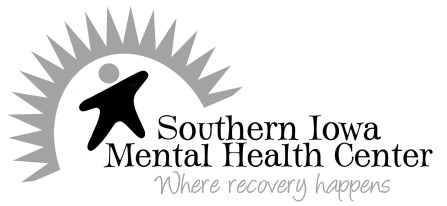 Southern Iowa
Mental Health Center
Where recovery happens